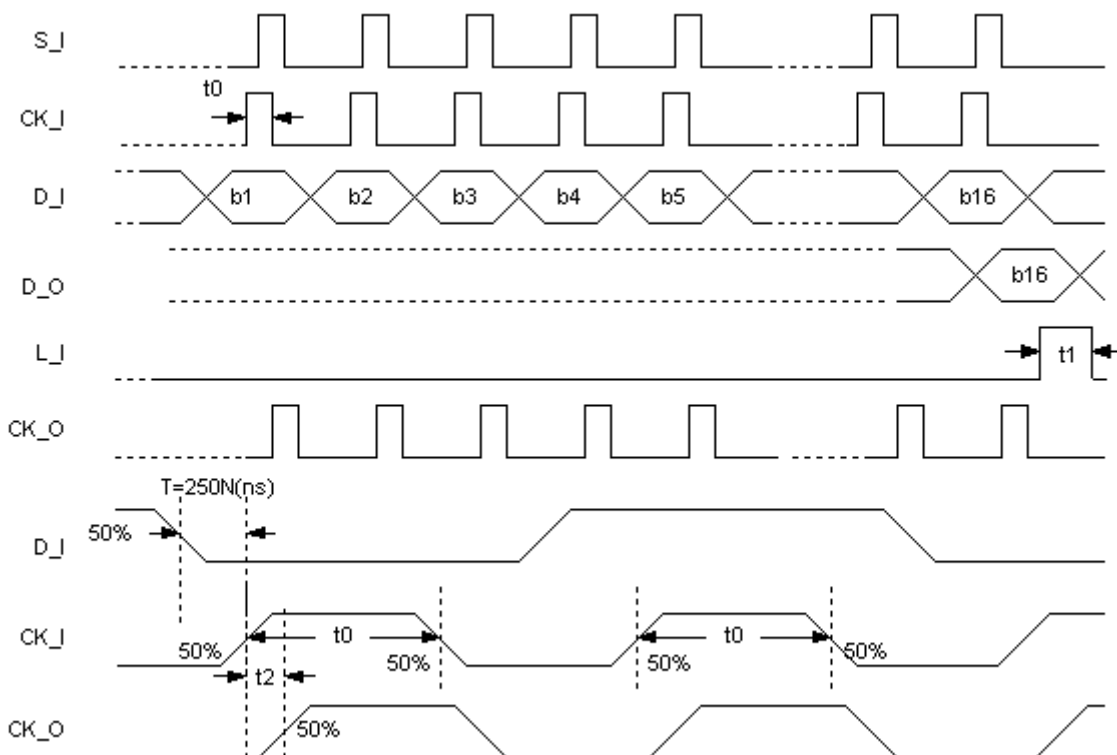 S_I
t0
CK_I
D_I b1 b2 b3 b4 b5 b16
D_O b16
L_I t1
CK_O
T=250N(ns)
50%
D_I
CK_I t0 t0
50% 50% 50% 50%
t2
50%
CK_O